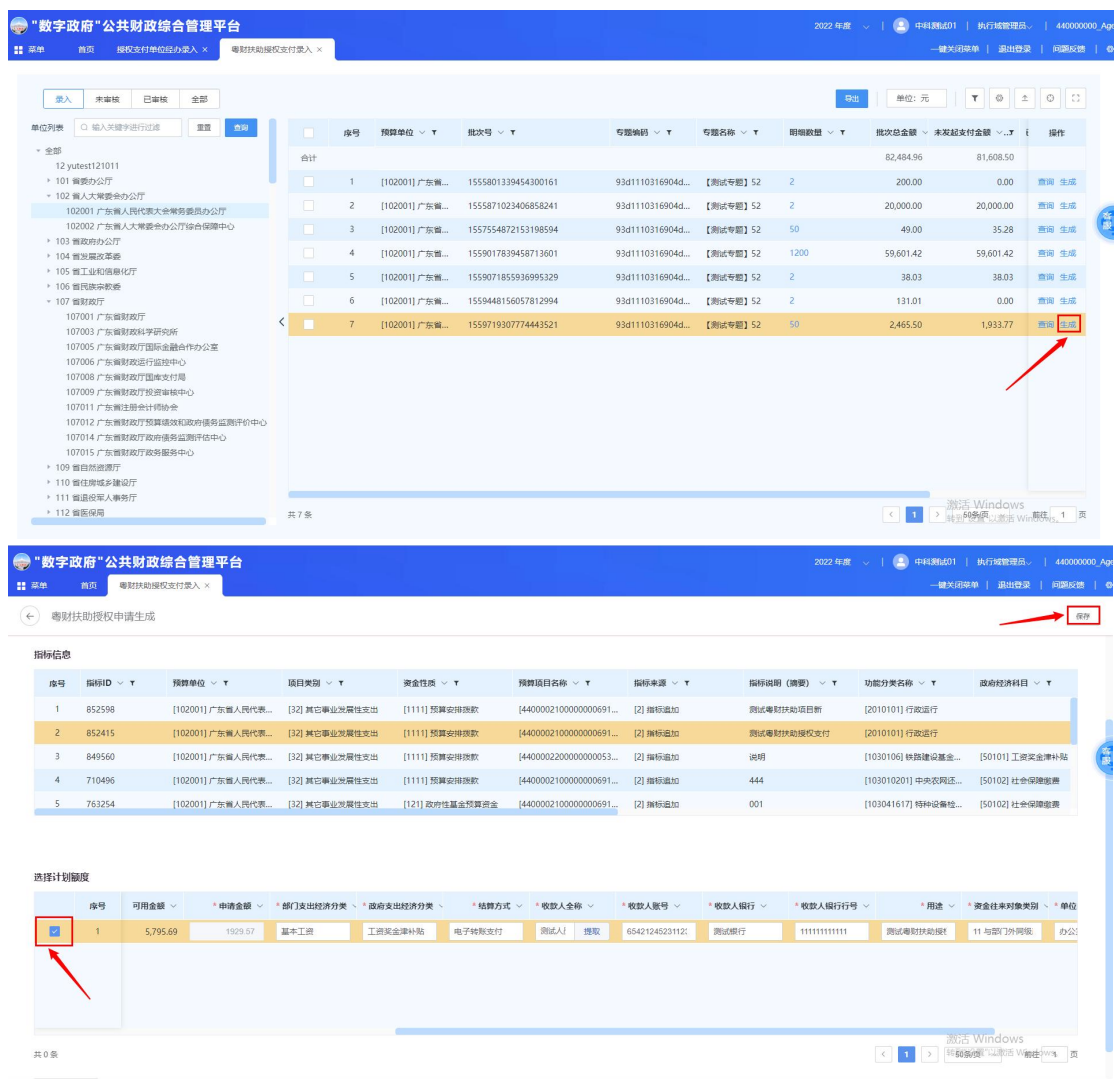 "数字政府"公共财政综合管理平台 2022 年度 中科测试01 | 执行域管理员 | 440000000_Age
菜单 首页 授权支付单位经办录入 × 粤财扶助授权支付录入 × 一键关闭菜单 | 退出登录 | 问题反馈
录入 未审核 已审核 全部 导出 单位: 元
单位列表 输入关键字进行过滤 重置 查询
全部
12 yutest121011
101 省委办公厅
102 省人大常委会办公厅
102001 广东省人民代表大会常务委员办公厅
102002 广东省人大常委会办公厅综合保障中心
103 省政府办公厅
104 省发展改革委
105 省工业和信息化厅
106 省民族宗教委
107 省财政厅
107001 广东省财政厅
107003 广东省财政科学研究所
107005 广东省财政厅国际金融合作办公室
107006 广东省财政运行监控中心
107008 广东省财政厅国库支付局
107009 广东省财政厅投资审核中心
107011 广东省注册会计师协会
107012 广东省财政厅预算绩效和政府债务监测评价中心
107014 广东省财政厅政府债务监测评估中心
107015 广东省财政厅政务服务中心
109 省自然资源厅
110 省住房城乡建设厅
111 省退役军人事务厅
112 省医保局
序号 预算单位 批次号 专题编码 专题名称 明细数量 批次总金额 未发起支付金额 操作
合计 82,484.96 81,608.50
1 [102001] 广东省... 1555801339454300161 93d1110316904d... 【测试专题】52 2 200.00 0.00 查询 生成
2 [102001] 广东省... 1555871023406858241 93d1110316904d... 【测试专题】52 2 20,000.00 20,000.00 查询 生成
3 [102001] 广东省... 1557554872153198594 93d1110316904d... 【测试专题】52 50 49.00 35.28 查询 生成
4 [102001] 广东省... 1559017839458713601 93d1110316904d... 【测试专题】52 1200 59,601.42 59,601.42 查询 生成
5 [102001] 广东省... 1559071855936995329 93d1110316904d... 【测试专题】52 2 38.03 38.03 查询 生成
6 [102001] 广东省... 1559448156057812994 93d1110316904d... 【测试专题】52 2 131.01 0.00 查询 生成
7 [102001] 广东省... 1559719307774443521 93d1110316904d... 【测试专题】52 50 2,465.50 1,933.77 查询 生成
客服
激活 Windows
共 7 条 1 50条/页 前往 1 页
"数字政府"公共财政综合管理平台 2022 年度 中科测试01 | 执行域管理员 | 440000000_Age
菜单 首页 粤财扶助授权支付录入 × 一键关闭菜单 | 退出登录 | 问题反馈
粤财扶助授权申请生成 保存
指标信息
序号 指标ID 预算单位 项目类别 资金性质 预算项目名称 指标来源 指标说明（摘要） 功能分类名称 政府经济科目
1 852598 [102001] 广东省人民代表... [32] 其它事业发展性支出 [1111] 预算安排拨款 [4400002100000000691... [2] 指标追加 测试粤财扶助项目新 [2010101] 行政运行
2 852415 [102001] 广东省人民代表... [32] 其它事业发展性支出 [1111] 预算安排拨款 [4400002100000000691... [2] 指标追加 测试粤财扶助授权支付 [2010101] 行政运行
3 849560 [102001] 广东省人民代表... [32] 其它事业发展性支出 [1111] 预算安排拨款 [4400002200000000053... [2] 指标追加 说明 [1030106] 铁路建设基金... [50101] 工资奖金津补贴
4 710496 [102001] 广东省人民代表... [32] 其它事业发展性支出 [1111] 预算安排拨款 [4400002100000000691... [2] 指标追加 444 [103010201] 中央农网还... [50102] 社会保障缴费
5 763254 [102001] 广东省人民代表... [32] 其它事业发展性支出 [121] 政府性基金预算资金 [4400002100000000691... [2] 指标追加 001 [103041617] 特种设备检... [50102] 社会保障缴费
客服
选择计划额度
序号 可用金额 * 申请金额 * 部门支出经济分类 * 政府支出经济分类 * 结算方式 * 收款人全称 * 收款人账号 * 收款人银行 * 收款人银行行号 * 用途 * 资金往来对象类别 * 单位
1 5,795.69 1929.57 基本工资 工资奖金津补贴 电子转账支付 测试人 提取 65421245231123 测试银行 111111111111 测试粤财扶助授 11 与部门外同级 办公
激活 Windows
共 0 条 1 50条/页 前往 1 页